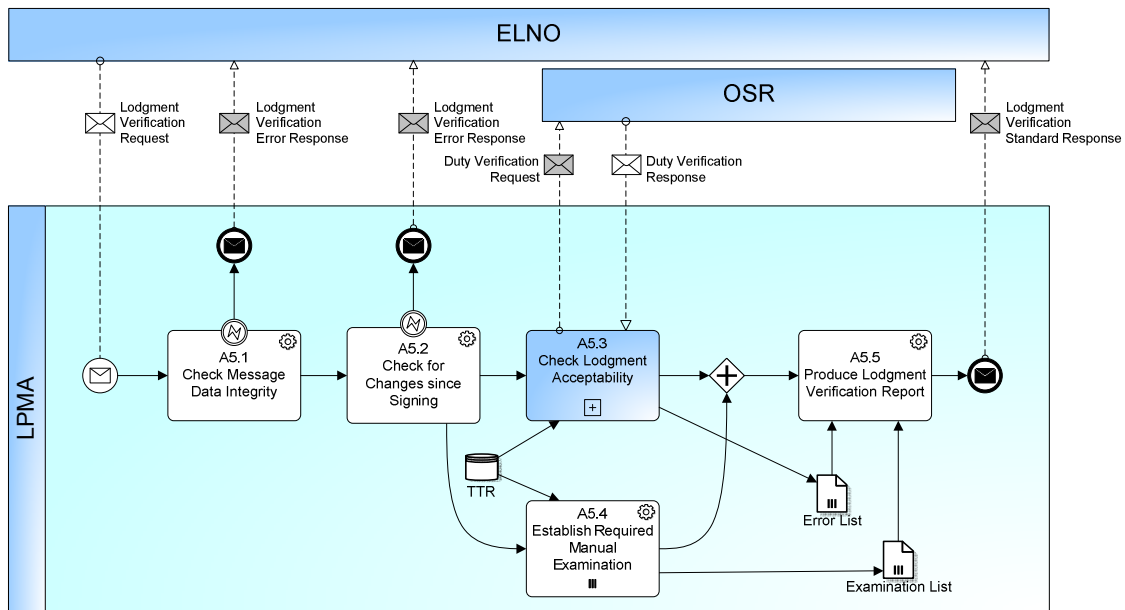 ELNO
Lodgment
Verification
Request
Lodgment
Verification
Error Response
Lodgment
Verification
Error Response
OSR
Lodgment
Verification
Standard Response
Duty Verification
Request
Duty Verification
Response
LPMA
A5.1
Check Message
Data Integrity
A5.2
Check for
Changes since
Signing
A5.3
Check Lodgment
Acceptability
A5.5
Produce Lodgment
Verification Report
TTR
A5.4
Establish Required
Manual
Examination
Error List
Examination List